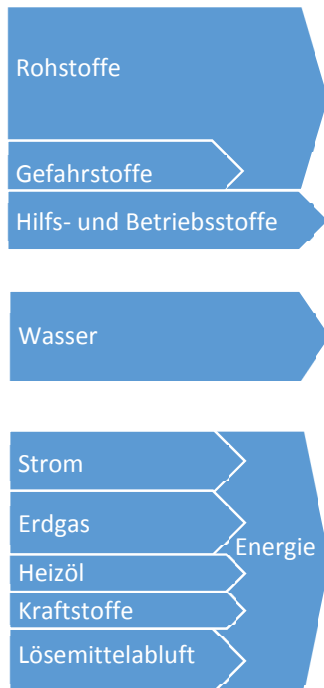 Rohstoffe
Gefahrstoffe
Hilfs- und Betriebsstoffe
Wasser
Strom
Erdgas
Energie
Heizöl
Kraftstoffe
Lösemittelabluft